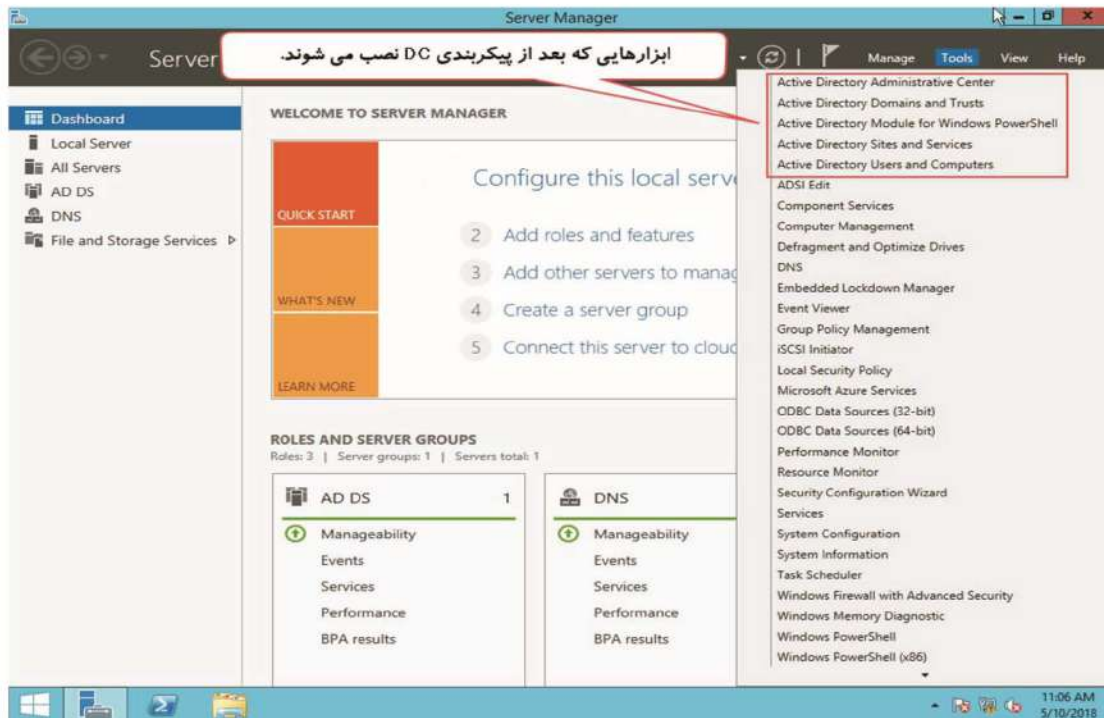 Server Manager
Server
ابزارهایی که بعد از پیکربندی DC نصب می شوند.
Manage Tools View Help
Dashboard
Local Server
All Servers
AD DS
DNS
File and Storage Services
WELCOME TO SERVER MANAGER
QUICK START
WHAT'S NEW
LEARN MORE
Configure this local serve
2 Add roles and features
3 Add other servers to manag
4 Create a server group
5 Connect this server to cloud
ROLES AND SERVER GROUPS
Roles: 3 | Server groups: 1 | Servers total: 1
AD DS 1
Manageability
Events
Services
Performance
BPA results
DNS
Manageability
Events
Services
Performance
BPA results
Active Directory Administrative Center
Active Directory Domains and Trusts
Active Directory Module for Windows PowerShell
Active Directory Sites and Services
Active Directory Users and Computers
ADSI Edit
Component Services
Computer Management
Defragment and Optimize Drives
DNS
Embedded Lockdown Manager
Event Viewer
Group Policy Management
iSCSI Initiator
Local Security Policy
Microsoft Azure Services
ODBC Data Sources (32-bit)
ODBC Data Sources (64-bit)
Performance Monitor
Resource Monitor
Security Configuration Wizard
Services
System Configuration
System Information
Task Scheduler
Windows Firewall with Advanced Security
Windows Memory Diagnostic
Windows PowerShell
Windows PowerShell (x86)
11:06 AM
5/10/2018